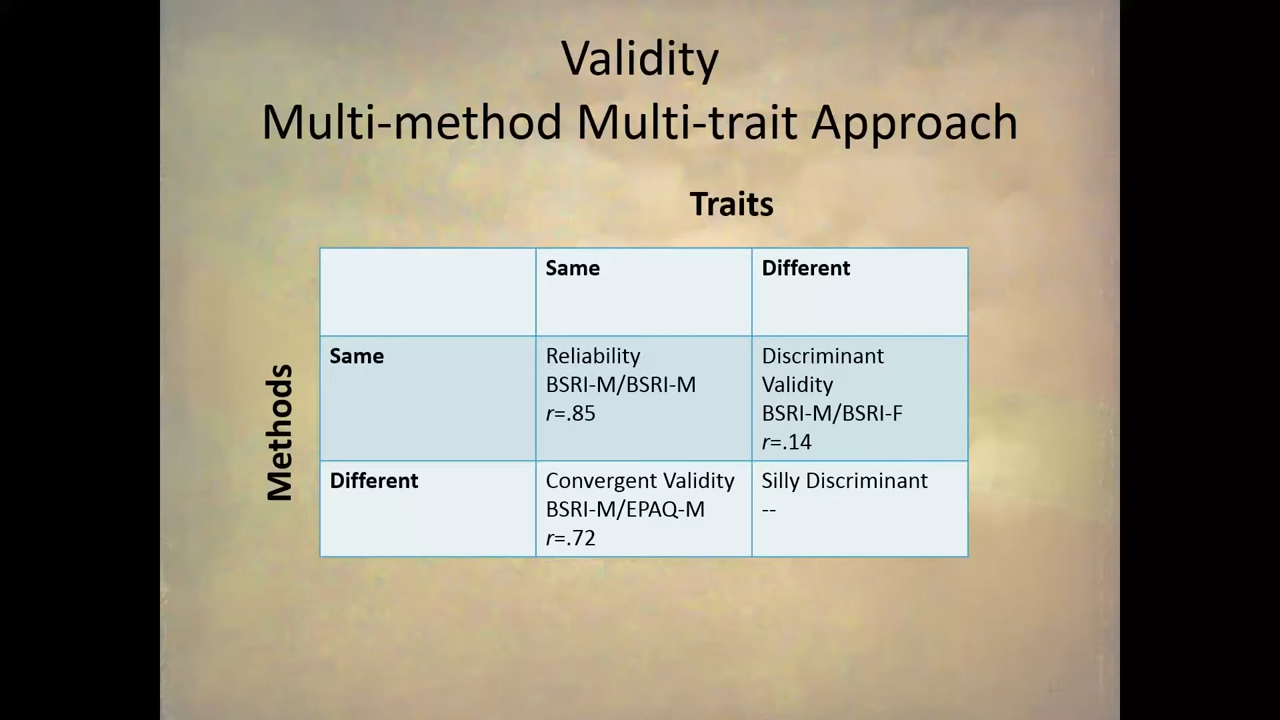 Validity
Multi-method Multi-trait Approach
Traits
Methods
Same
Different
Same
Reliability
BSRI-M/BSRI-M
r=.85
Discriminant
Validity
BSRI-M/BSRI-F
r=.14
Different
Convergent Validity
BSRI-M/EPAQ-M
r=.72
Silly Discriminant
--